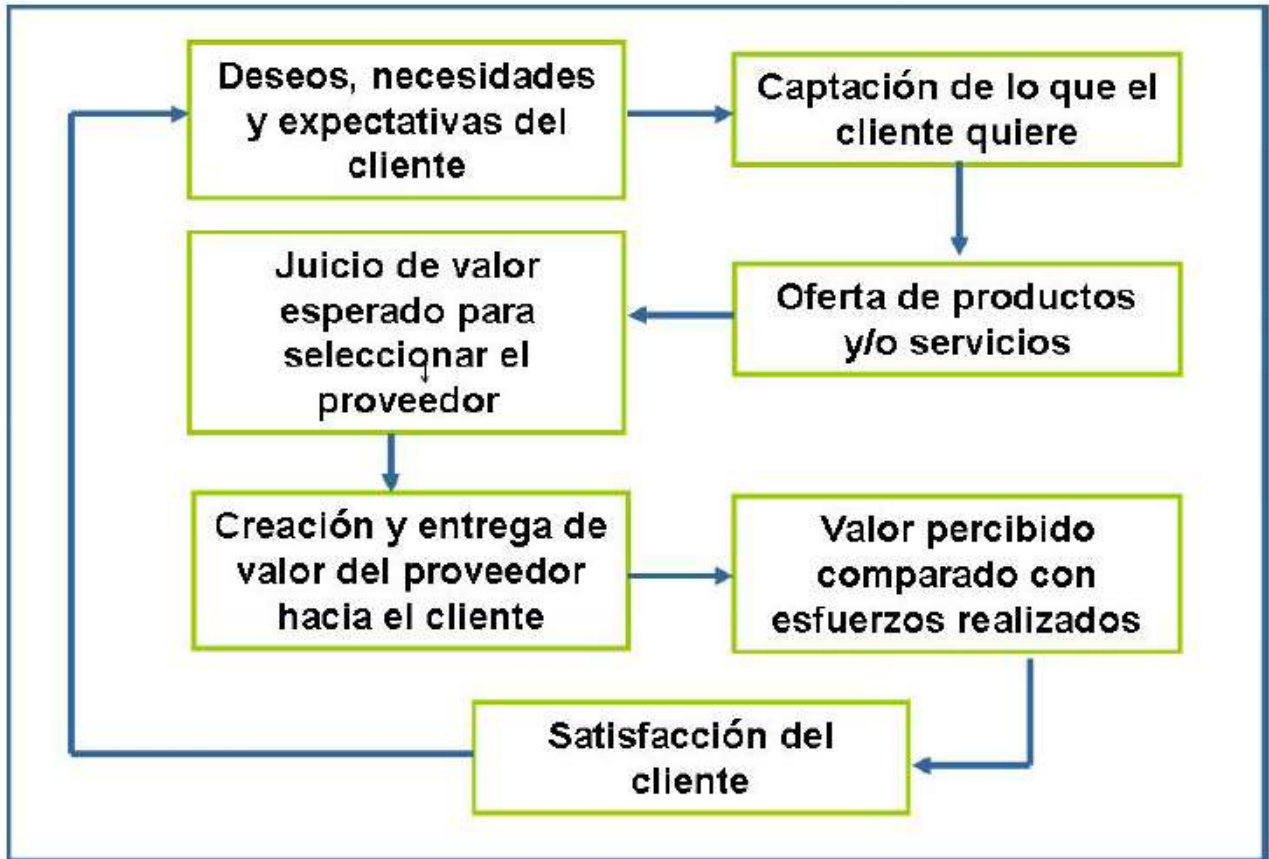 Deseos, necesidades
y expectativas del
cliente
Captación de lo que el
cliente quiere
Oferta de productos
y/o servicios
Juicio de valor
esperado para
seleccionar el
proveedor
Creación y entrega de
valor del proveedor
hacia el cliente
Valor percibido
comparado con
esfuerzos realizados
Satisfacción del
cliente